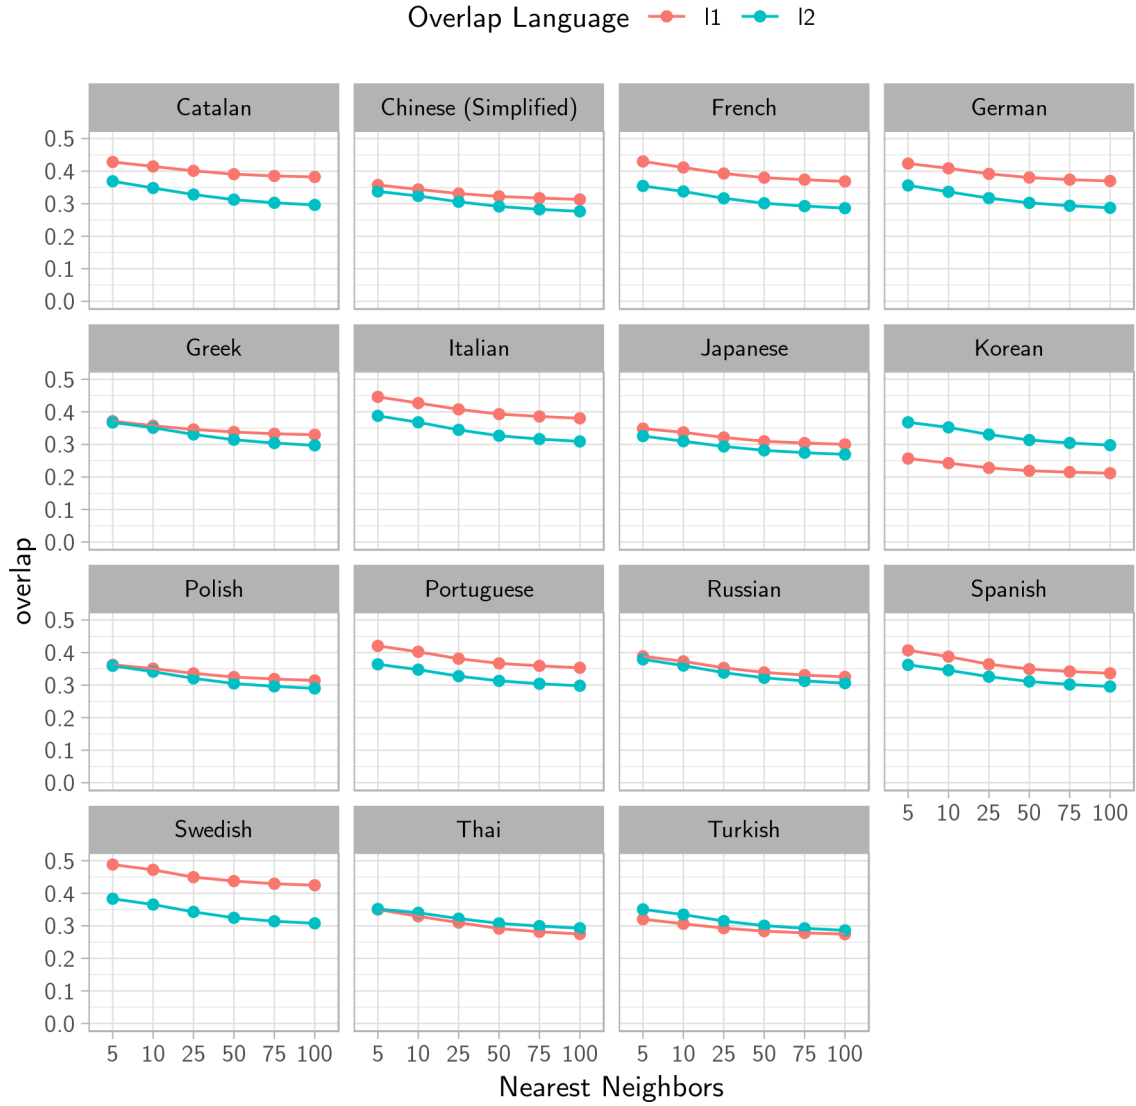 Overlap Language l1 l2
Catalan Chinese (Simplified) French German
0.5
0.4
0.3
0.2
0.1
0.0
Greek Italian Japanese Korean
0.5
0.4
0.3
0.2
0.1
0.0
overlap
Polish Portuguese Russian Spanish
0.5
0.4
0.3
0.2
0.1
0.0
5 10 25 50 75 100
Swedish Thai Turkish
0.5
0.4
0.3
0.2
0.1
0.0
5 10 25 50 75 100 5 10 25 50 75 100 5 10 25 50 75 100
Nearest Neighbors